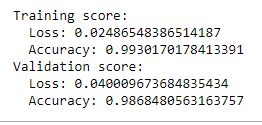 Training score:
Loss: 0.02486548386514187
Accuracy: 0.9930170178413391
Validation score:
Loss: 0.040009673684835434
Accuracy: 0.9868480563163757